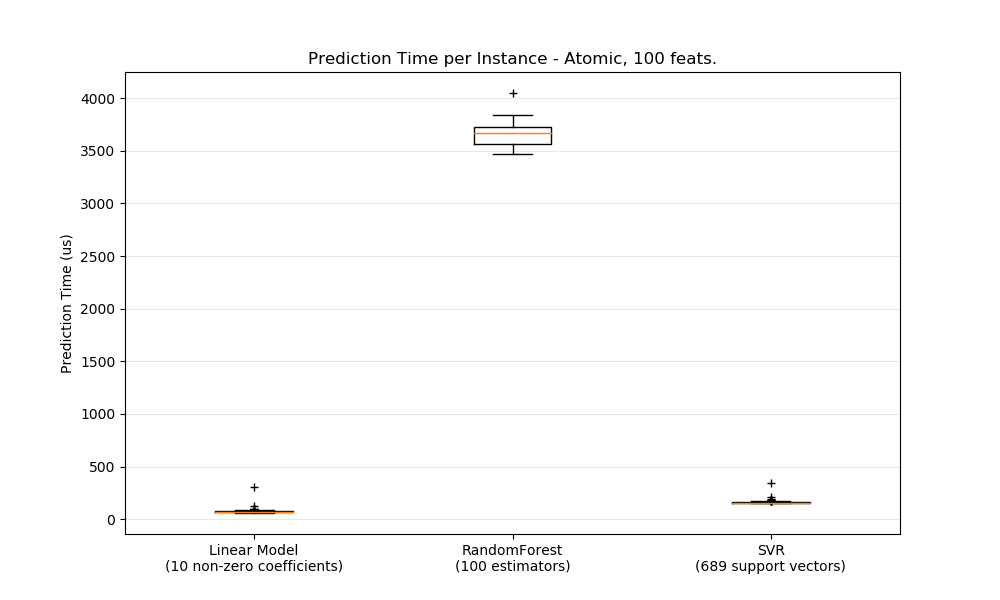 Prediction Time per Instance - Atomic, 100 feats.
Prediction Time (us)
4000
3500
3000
2500
2000
1500
1000
500
0
Linear Model
(10 non-zero coefficients)
RandomForest
(100 estimators)
SVR
(689 support vectors)